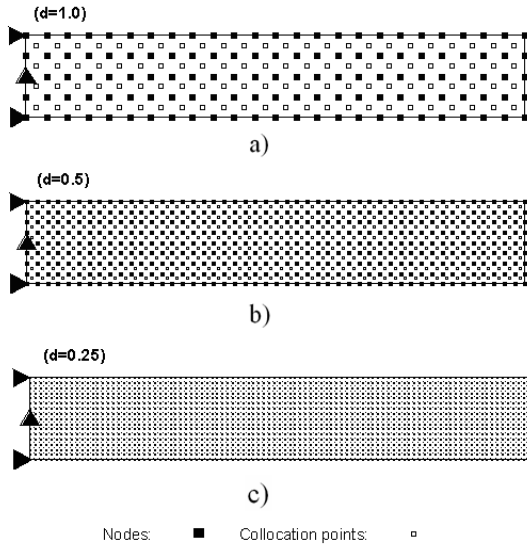 (d=1.0)
a)
(d=0.5)
b)
(d=0.25)
c)
Nodes: Collocation points: